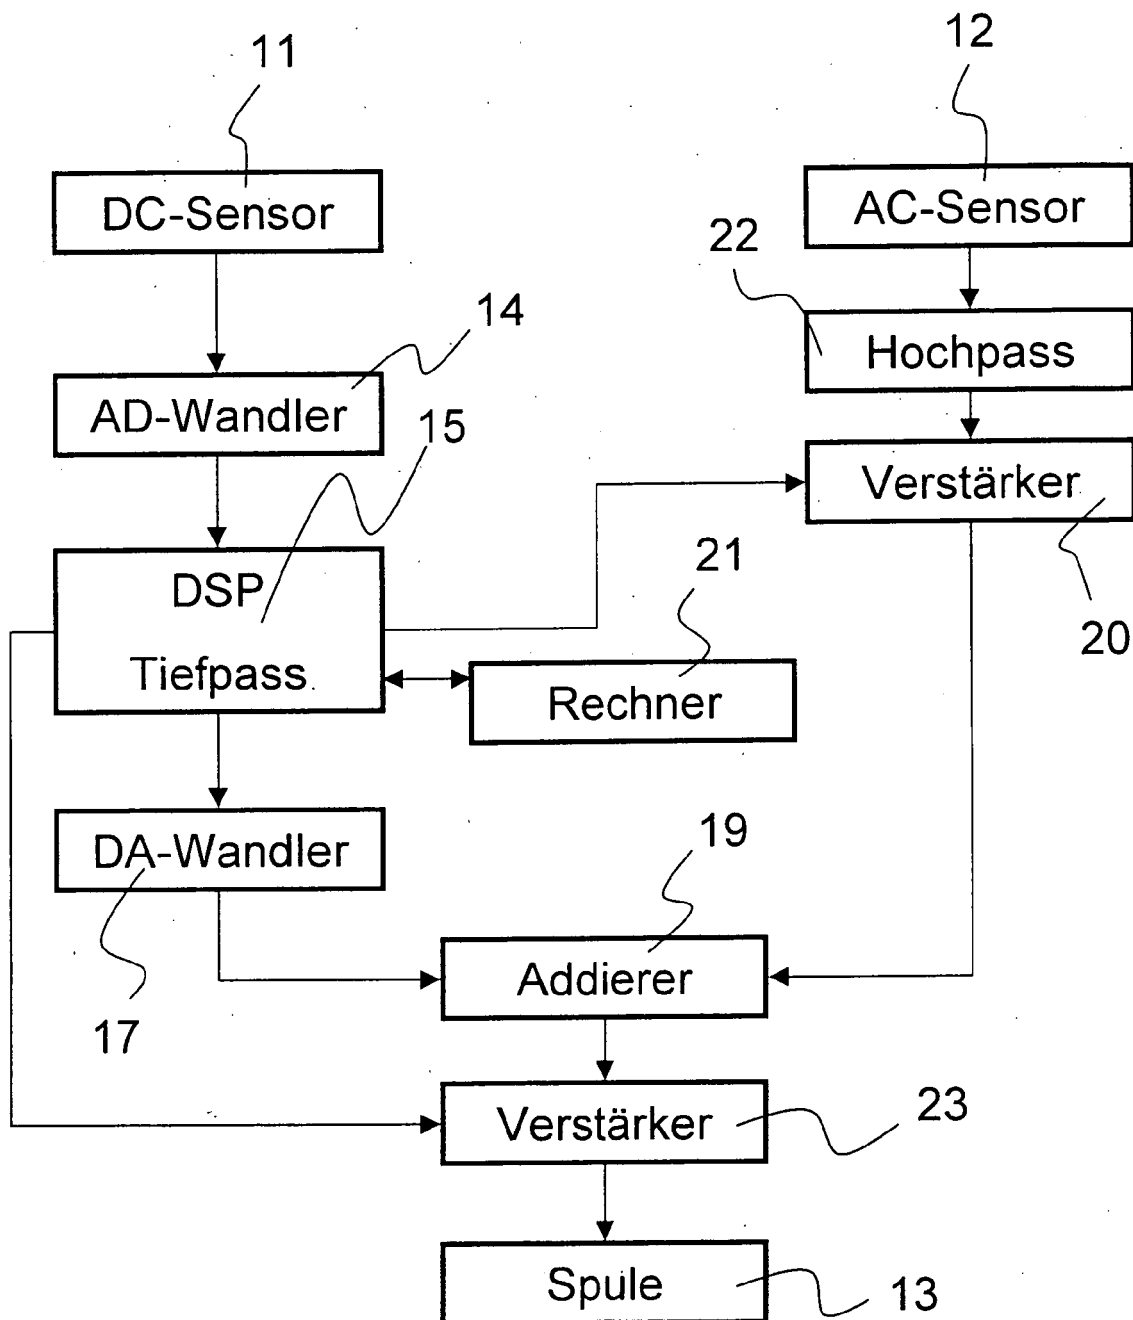 11
12
DC-Sensor
AC-Sensor
22
14
Hochpass
AD-Wandler
15
Verstärker
DSP
21
20
Tiefpass
Rechner
DA-Wandler
19
Addierer
17
Verstärker
23
Spule
13